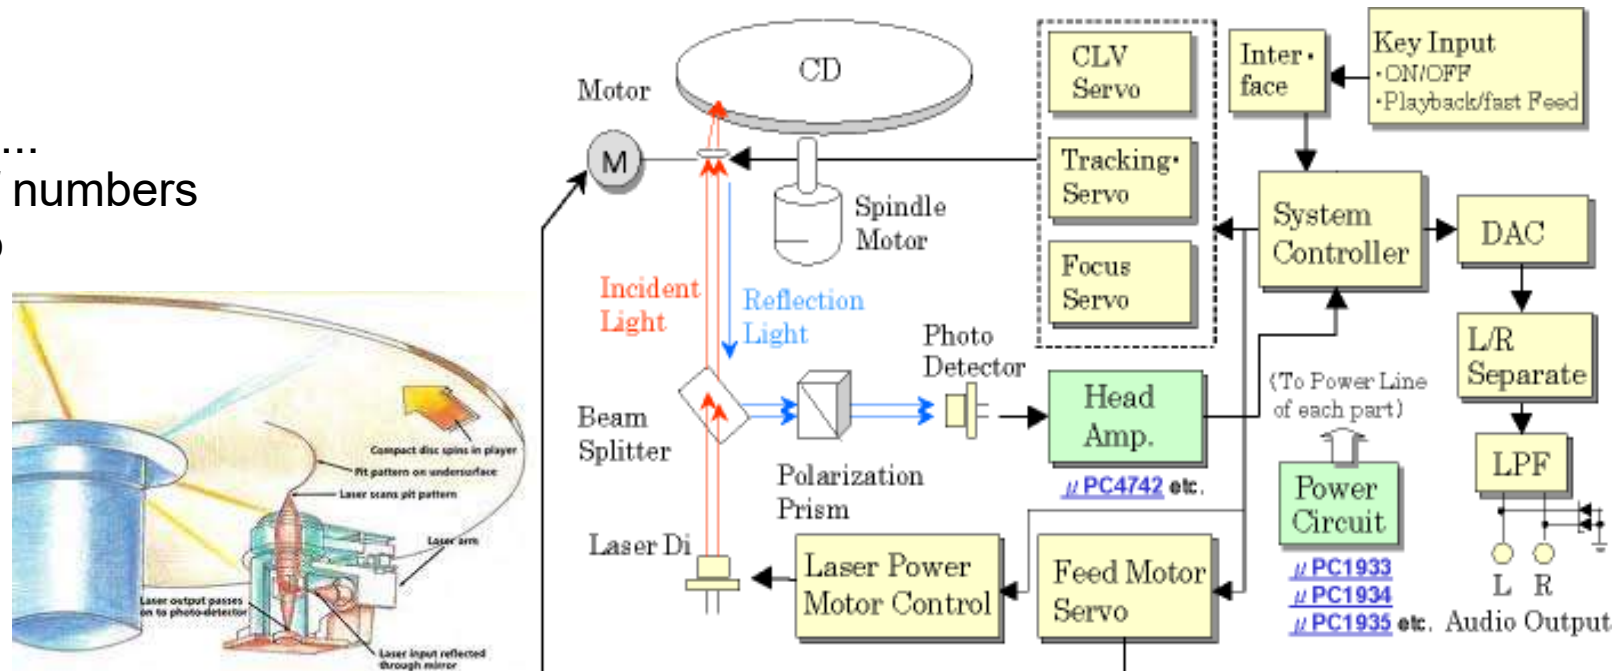 ...
numbers
CD
Motor
M
Spindle
Motor
Incident
Light
Reflection
Light
Beam
Splitter
Polarization
Prism
Photo
Detector
Laser Di
CLV
Servo
Tracking·
Servo
Focus
Servo
Inter·
face
Key Input
·ON/OFF
·Playback/fast Feed
System
Controller
DAC
L/R
Separate
LPF
L R
Audio Output
Head
Amp.
μPC4742 etc.
(To Power Line
of each part)
Power
Circuit
μPC1933
μPC1934
μPC1935 etc.
Laser Power
Motor Control
Feed Motor
Servo
Compact disc spins in player
Pit pattern on undersurface
Laser scans pit pattern
Laser arm
Laser output passes
on to photo-detector
Laser input reflected
through mirror